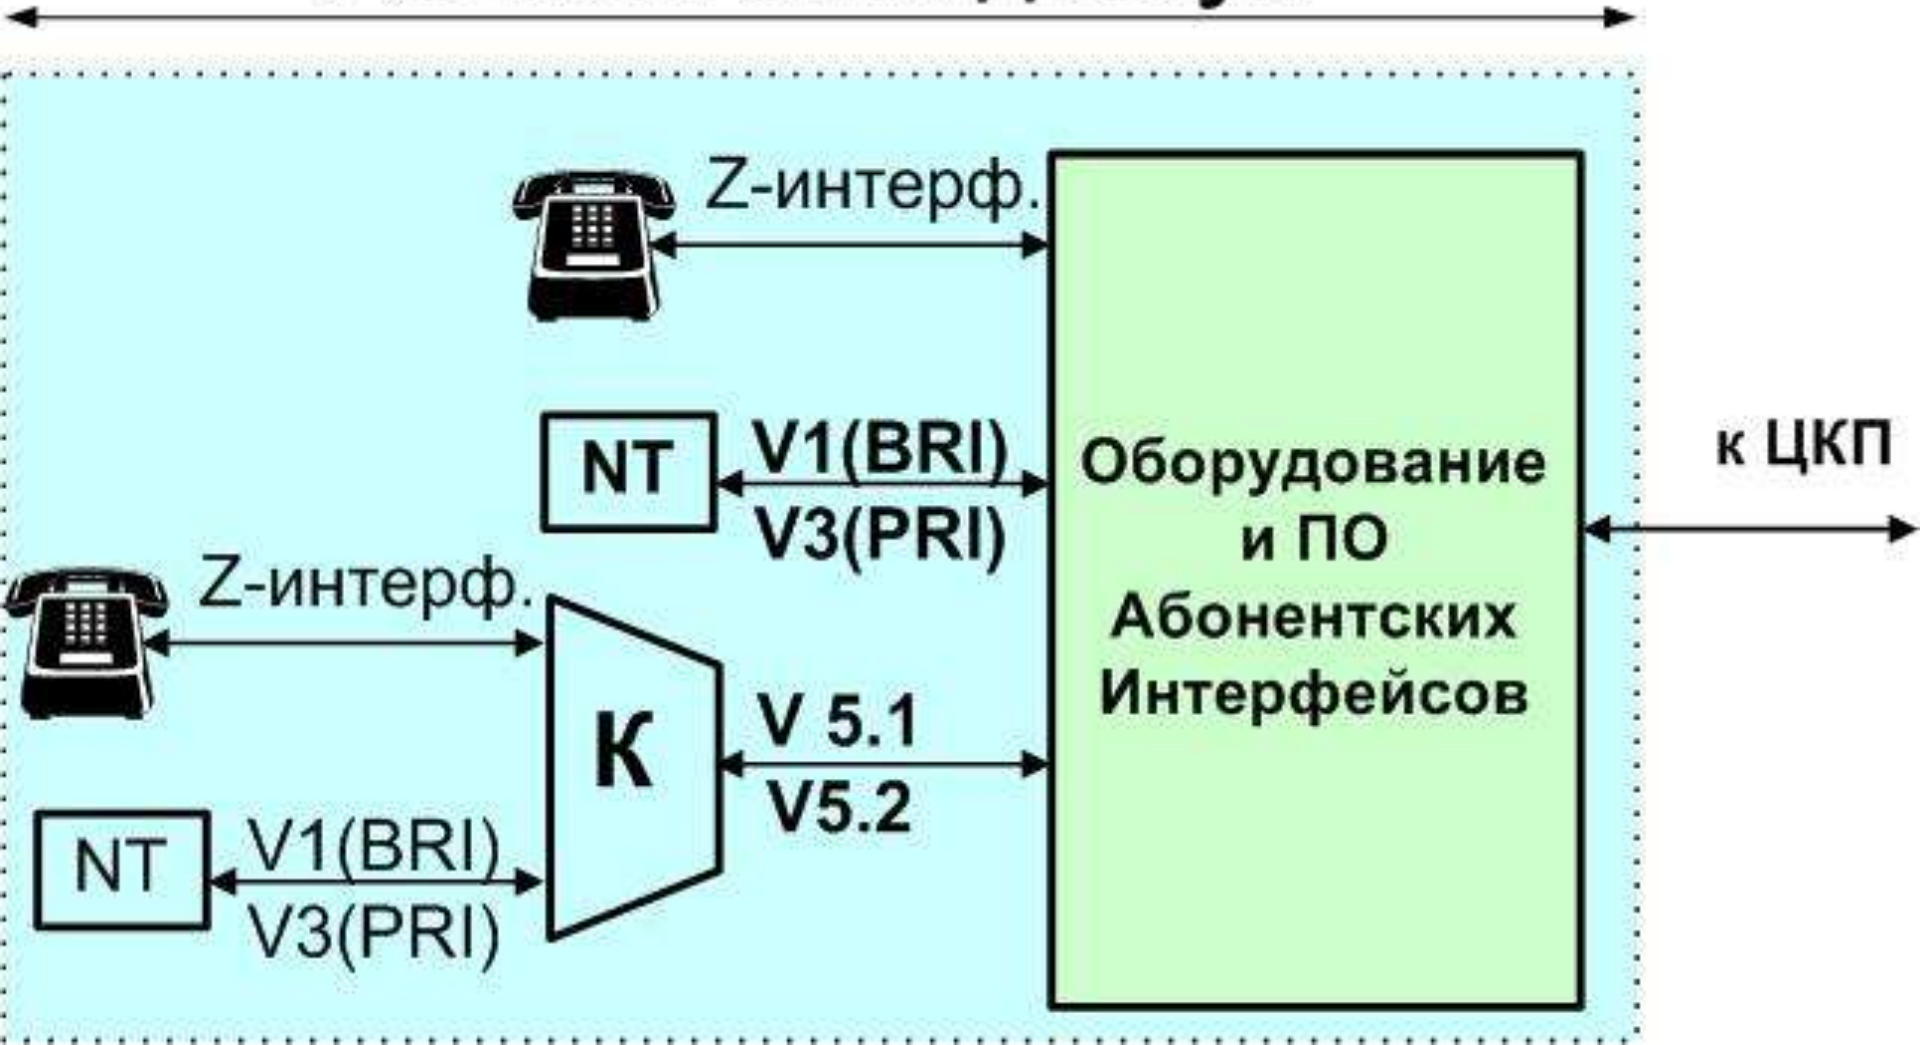 Z-интерф.
NT
V1(BRI)
V3(PRI)
Оборудование
и ПО
Абонентских
Интерфейсов
к ЦКП
Z-интерф.
К
V 5.1
V5.2
NT
V1(BRI)
V3(PRI)